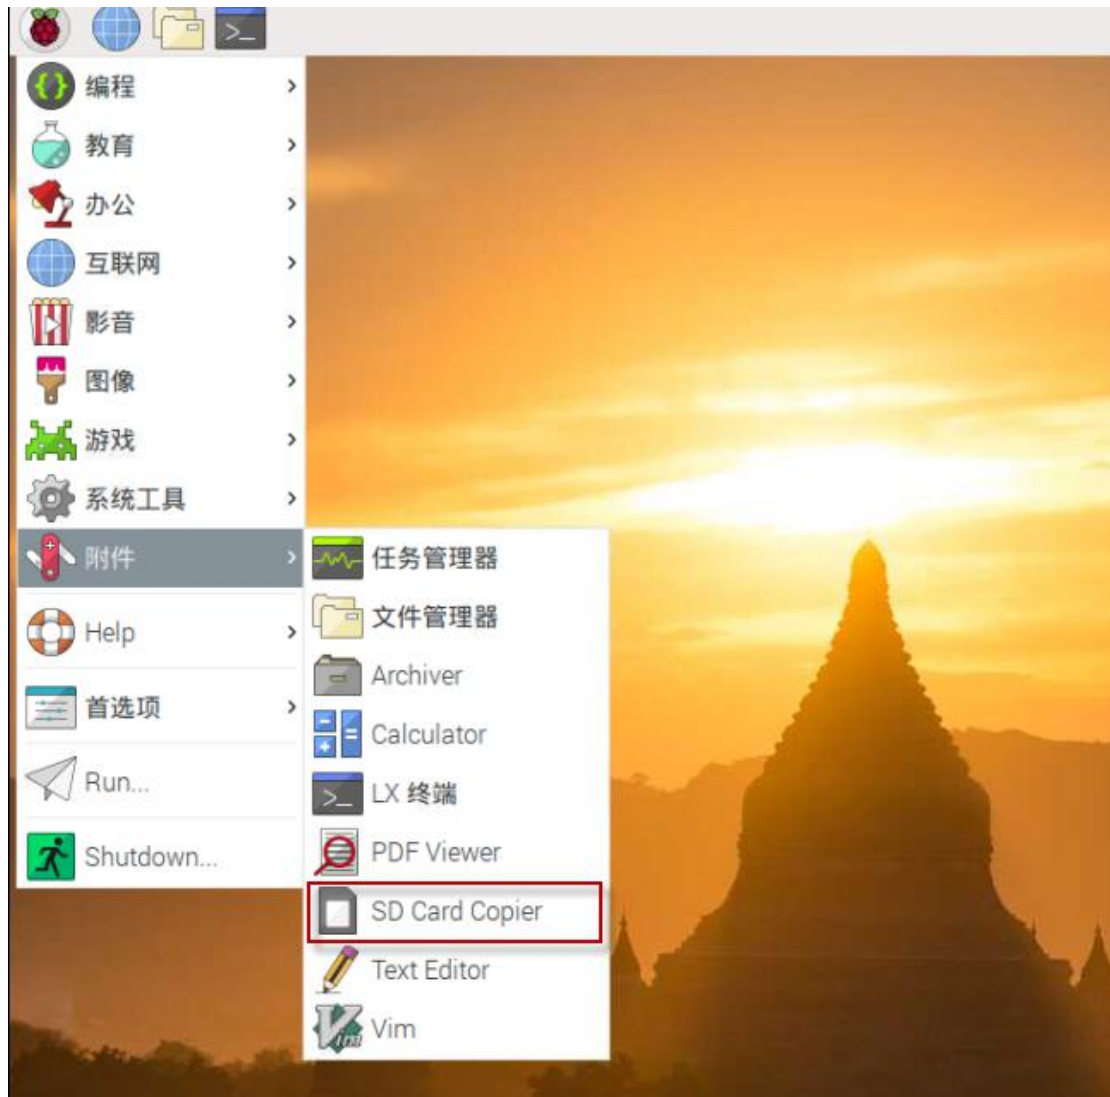 编程
教育
办公
互联网
影音
图像
游戏
系统工具
附件
Help
首选项
Run...
Shutdown...
任务管理器
文件管理器
Archiver
Calculator
LX 终端
PDF Viewer
SD Card Copier
Text Editor
Vim